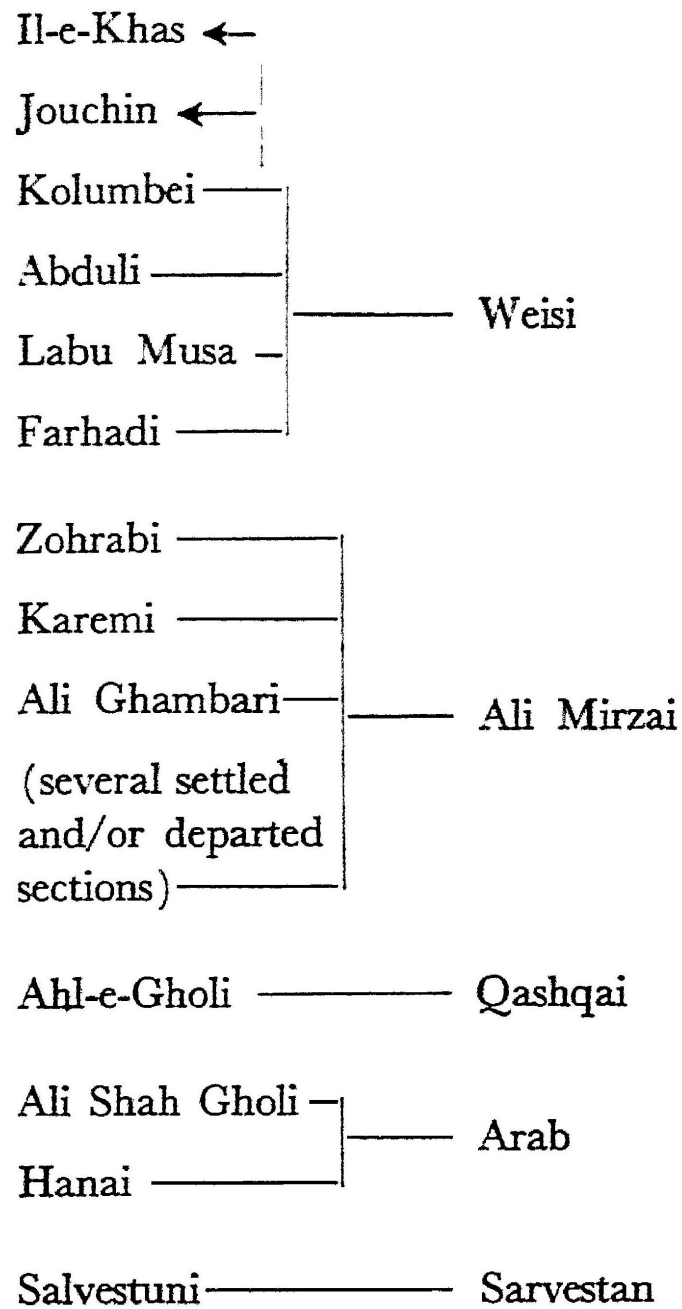 Il-e-Khas
Jouchin
Kolumbei
Abduli
Weisi
Labu Musa
Farhadi
Zohrabi
Karemi
Ali Ghambari
Ali Mirzai
(several settled
and/or departed
sections)
Ahl-e-Gholi Qashqai
Ali Shah Gholi
Arab
Hanai
Salvestuni Sarvestan